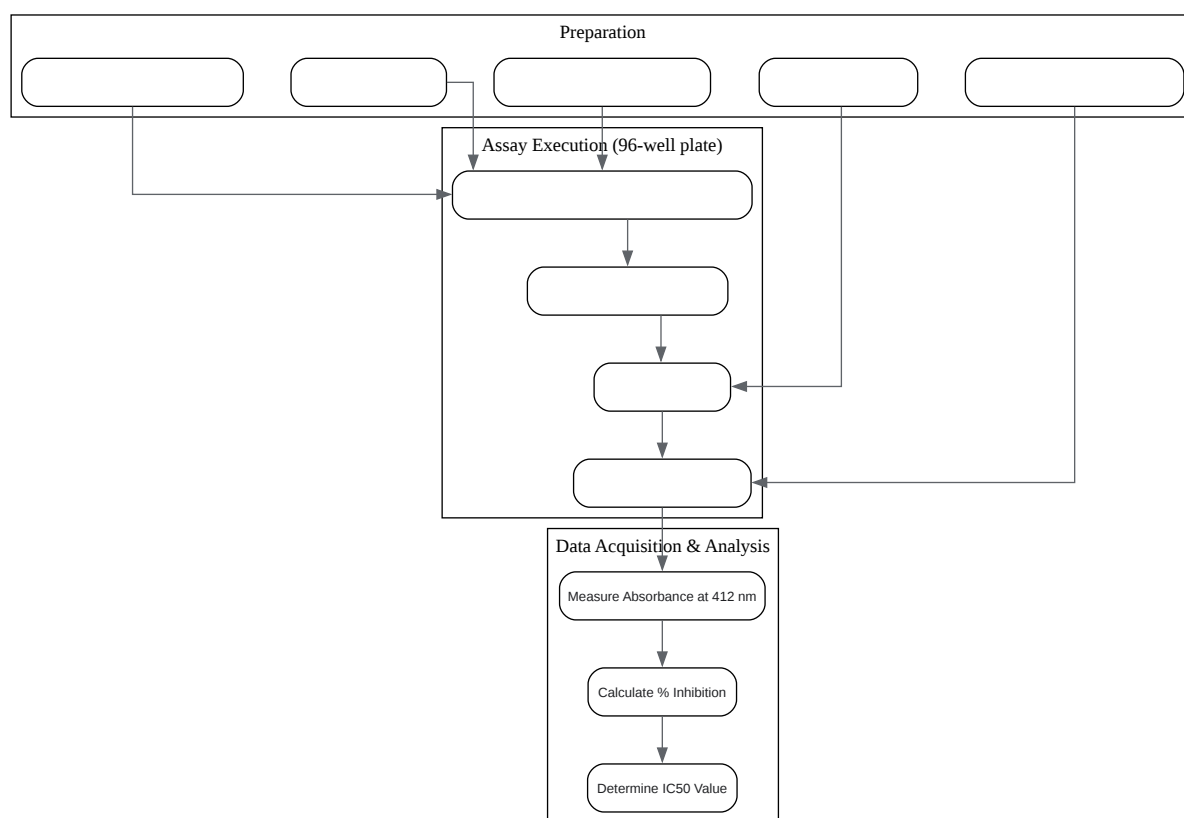 Preparation
Assay Execution (96-well plate)
Data Acquisition & Analysis
Measure Absorbance at 412 nm
Calculate % Inhibition
Determine IC50 Value